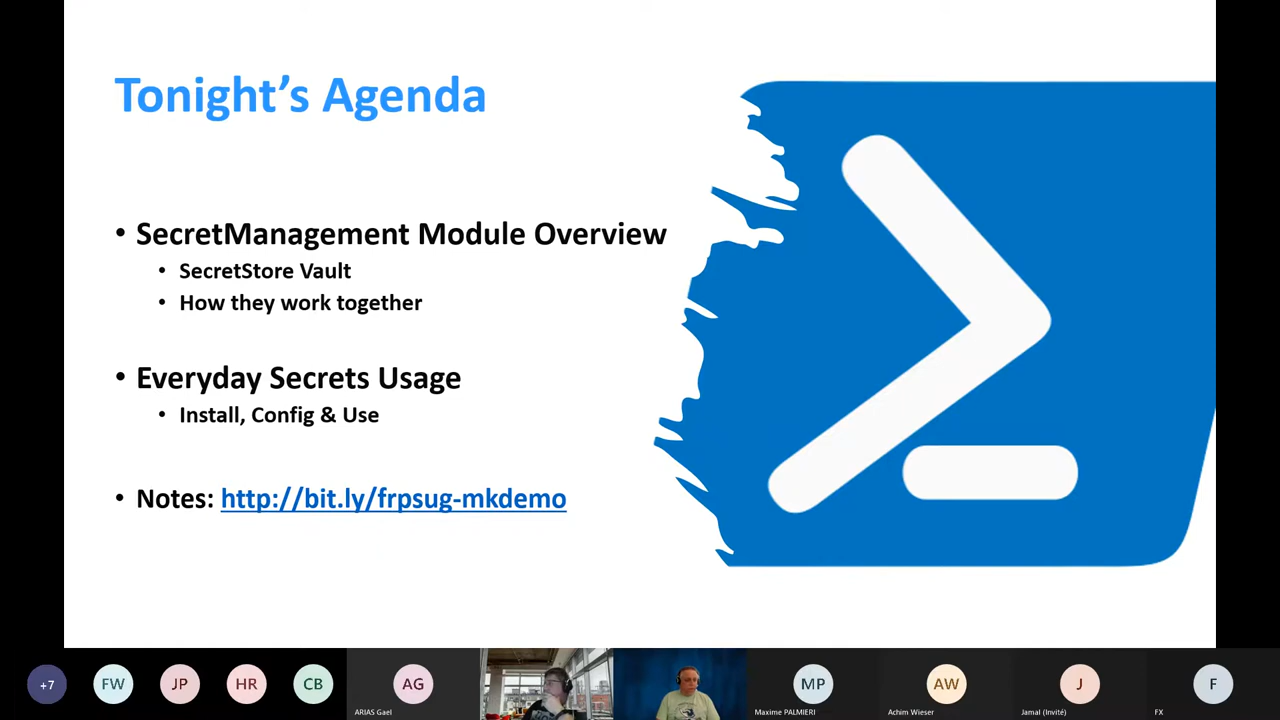 Tonight’s Agenda
• SecretManagement Module Overview
• SecretStore Vault
• How they work together
• Everyday Secrets Usage
• Install, Config & Use
• Notes: http://bit.ly/frpsug-mkdemo
+7
FW
JP
HR
CB
AG
ARIAS Gael
MP
Maxime PALMIERI
AW
Achim Wieser
J
Jamal (Invité)
F
FX